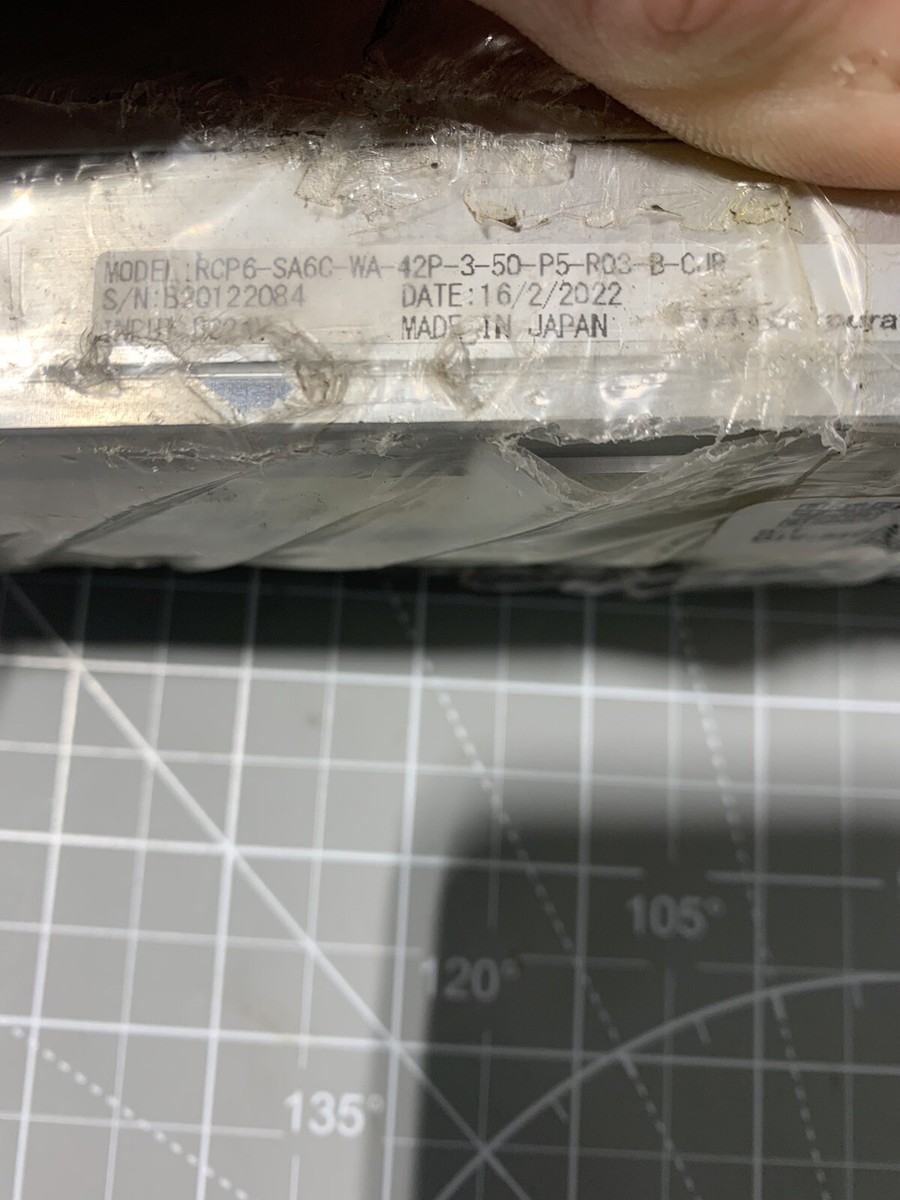 MODEL:RCP6-SA6C-WA-42P-3-50-P5-R03-B-CJR
S/N:B20122084 DATE:16/2/2022
MADE IN JAPAN
105°
120°
135°